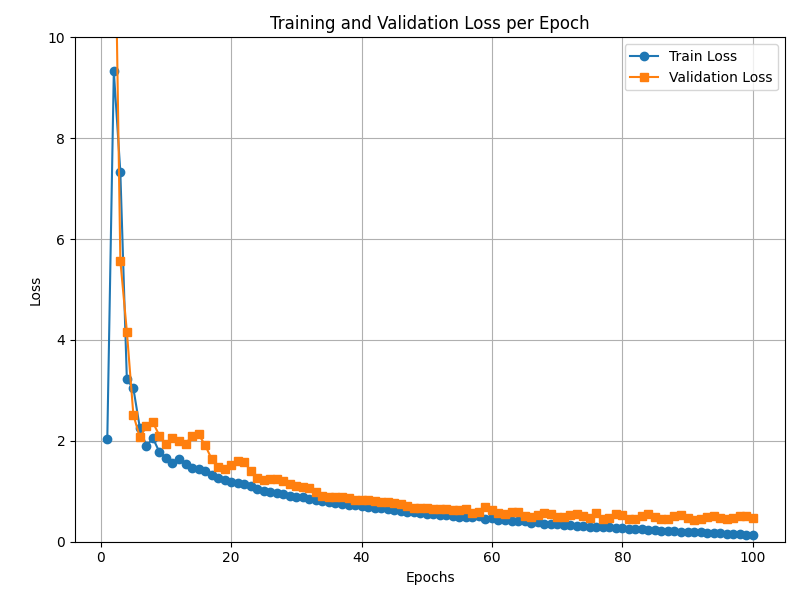 Training and Validation Loss per Epoch
Train Loss
Validation Loss
Loss
10
8
6
4
2
0
0 20 40 60 80 100
Epochs